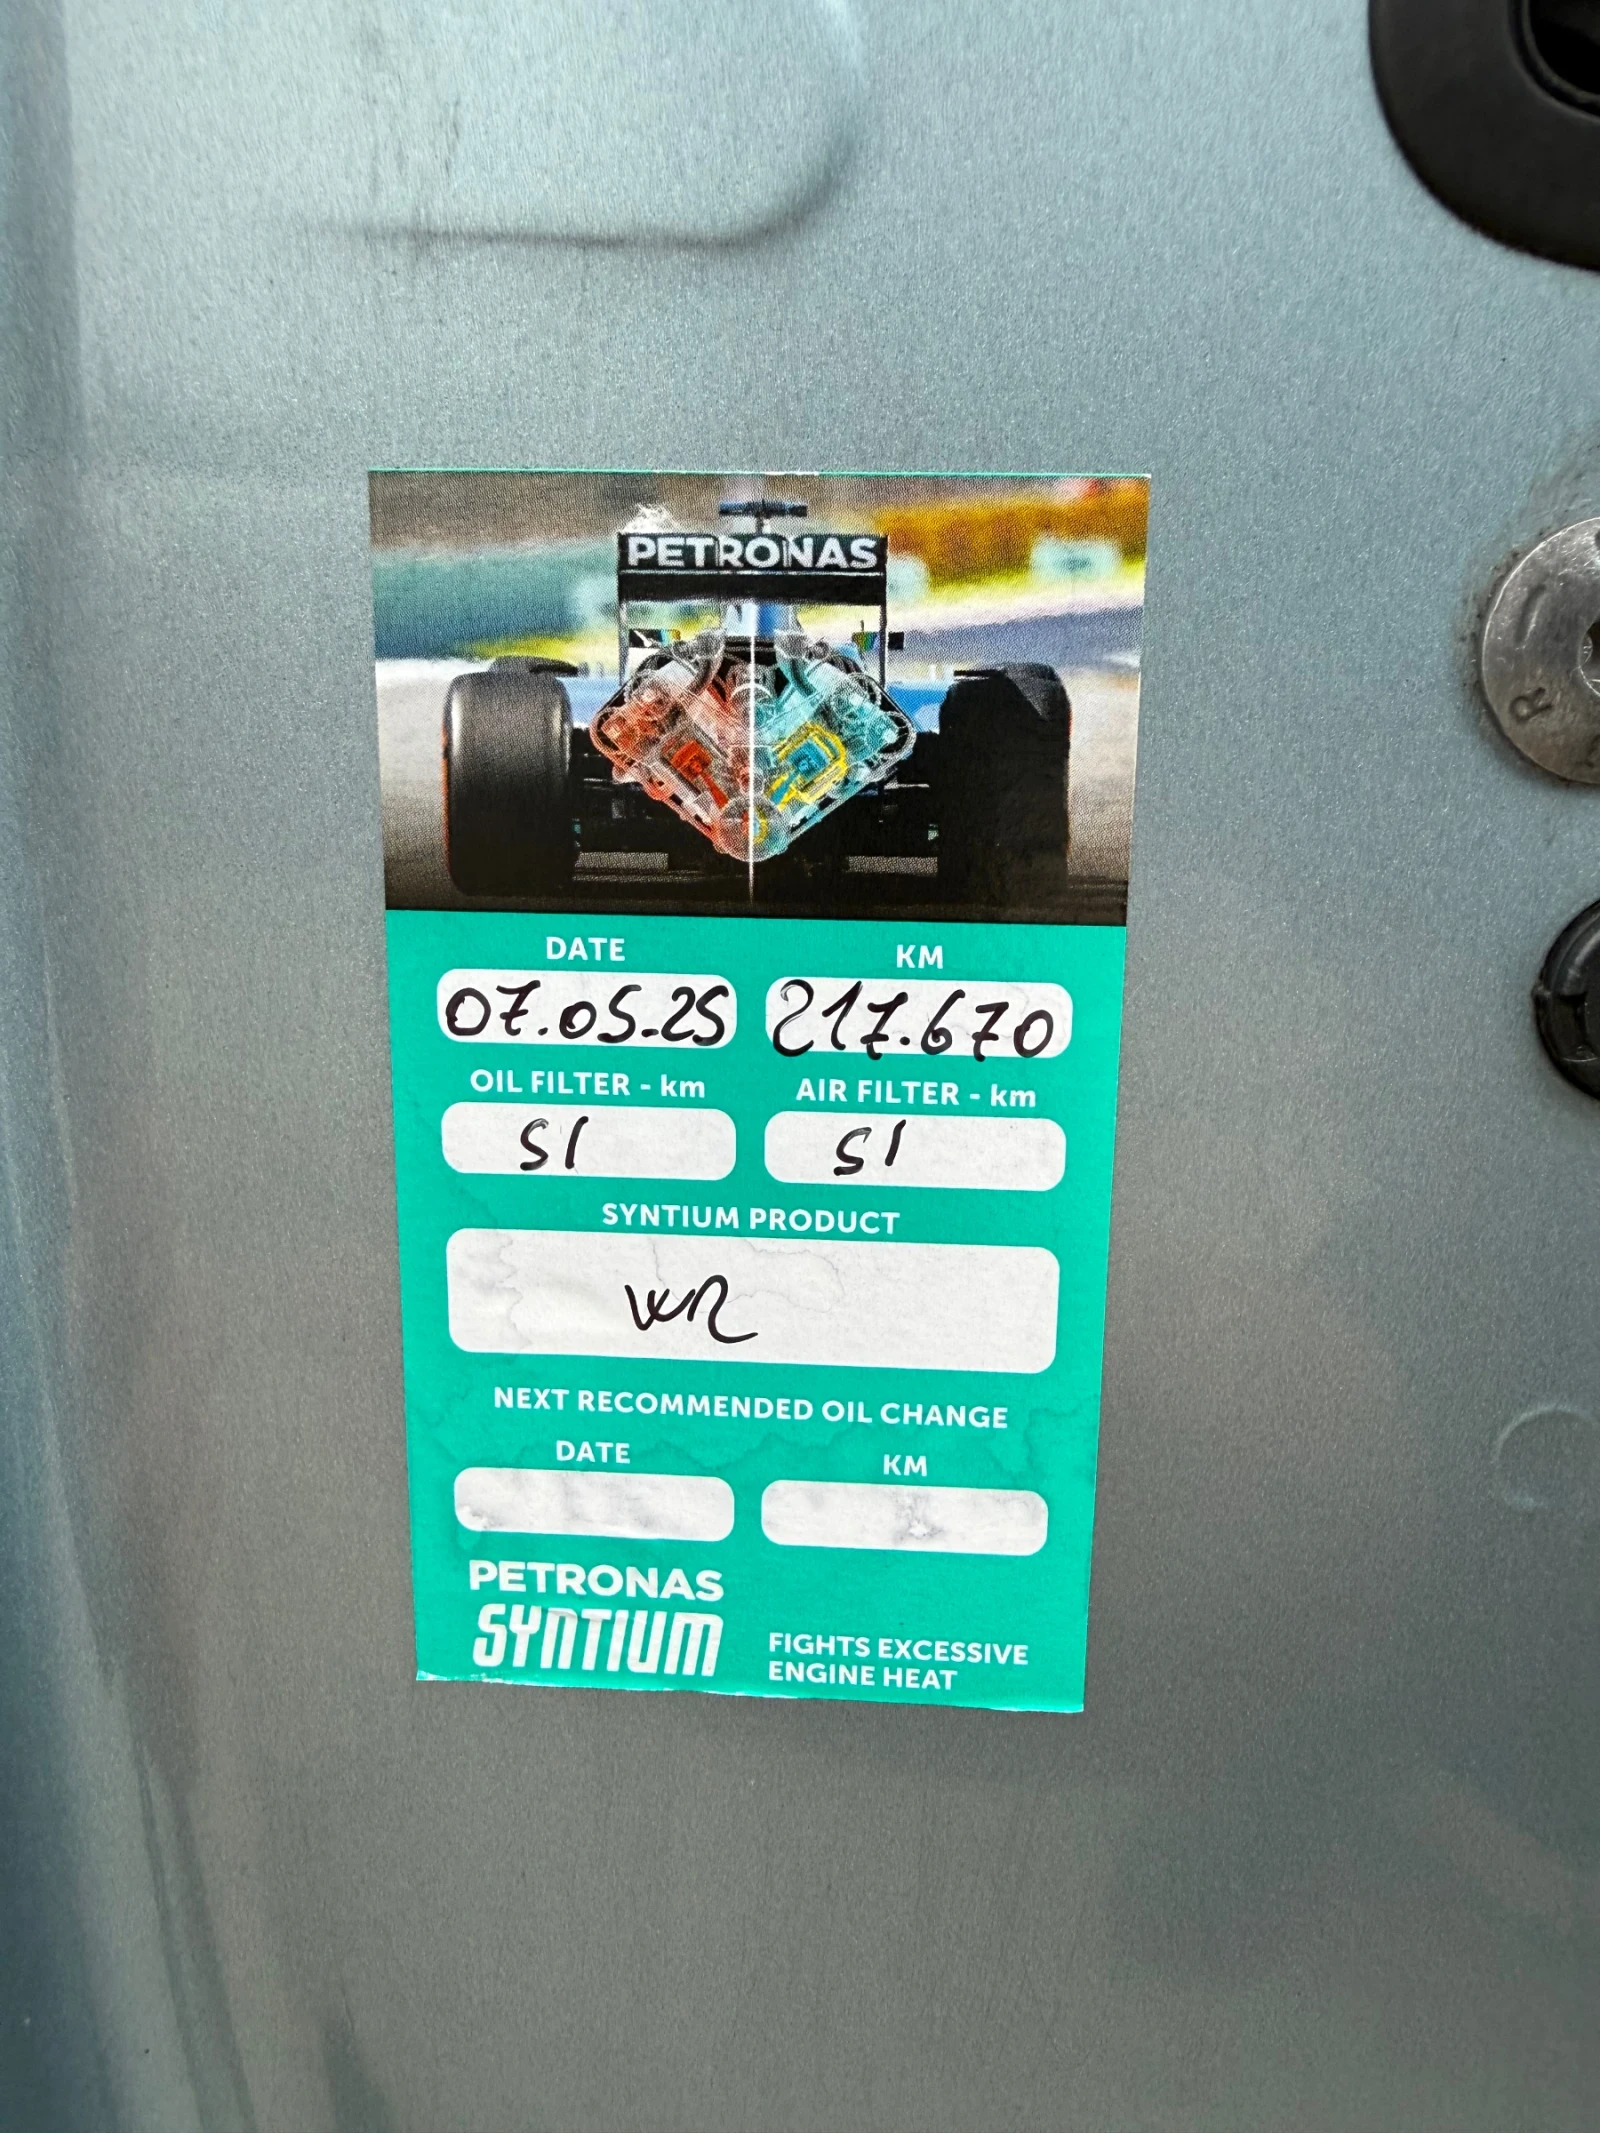 PETRONAS
DATE KM
07.05.25 217.670
OIL FILTER - km AIR FILTER - km
SI SI
SYNTIUM PRODUCT
WR
NEXT RECOMMENDED OIL CHANGE
DATE KM
PETRONAS
SYNTIUM
FIGHTS EXCESSIVE
ENGINE HEAT
R